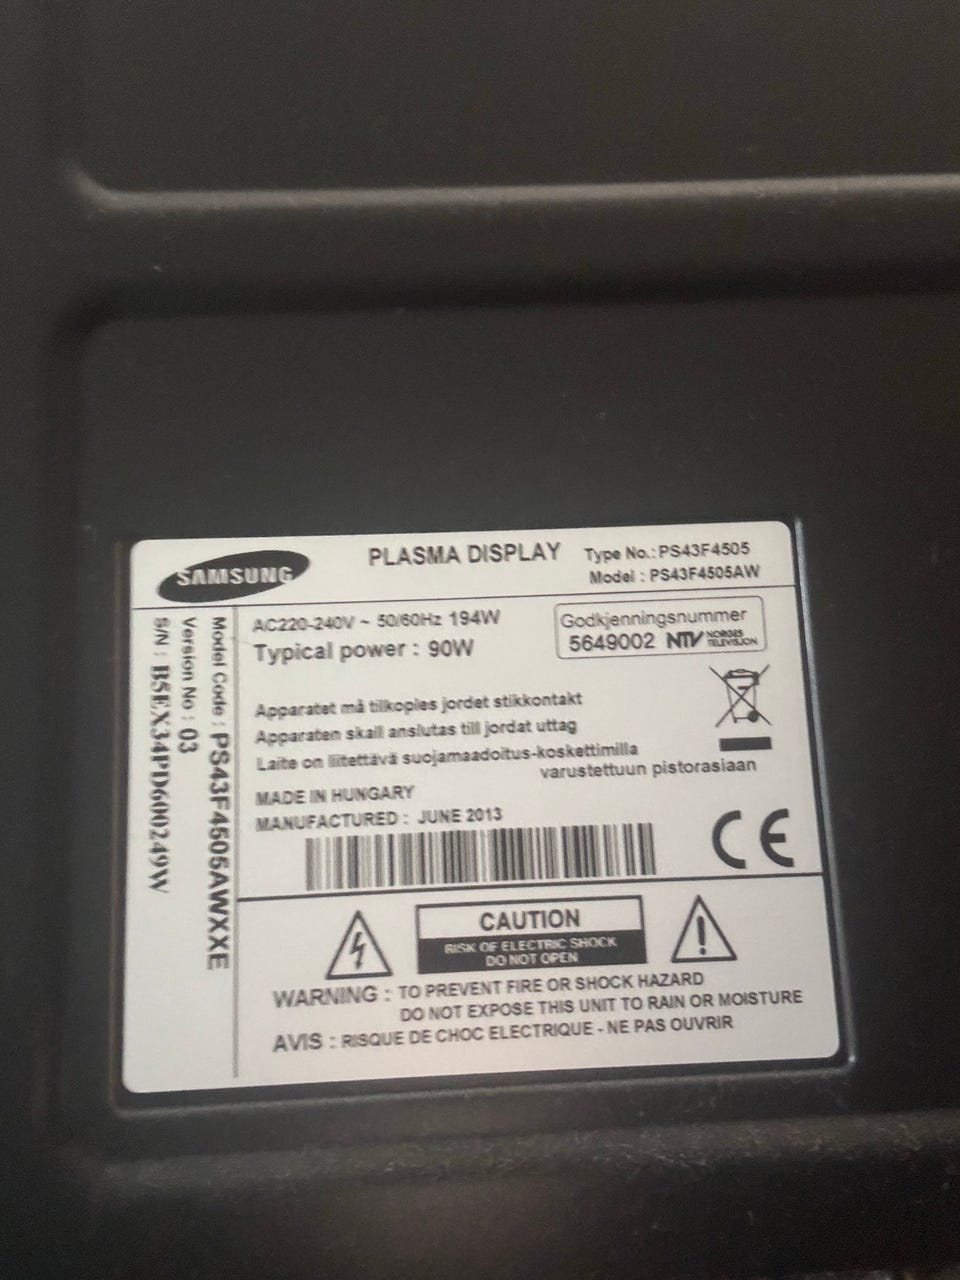 SAMSUNG
PLASMA DISPLAY
Type No.: PS43F4505
Model : PS43F4505AW
AC220-240V ~ 50/60Hz 194W
Typical power : 90W
Godkjenningsnummer
5649002 NTV NORGES
TELEVISJON
Apparatet må tilkoples jordet stikkontakt
Apparaten skall anslutas till jordat uttag
Laite on liitettävä suojamaadoitus-koskettimilla
varustettuun pistorasiaan
MADE IN HUNGARY
MANUFACTURED : JUNE 2013
CE
Model Code : PS43F4505AWXXE
Version No : 03
S/N : B5EX34PD600249W
CAUTION
RISK OF ELECTRIC SHOCK
DO NOT OPEN
WARNING : TO PREVENT FIRE OR SHOCK HAZARD
DO NOT EXPOSE THIS UNIT TO RAIN OR MOISTURE
AVIS : RISQUE DE CHOC ELECTRIQUE - NE PAS OUVRIR